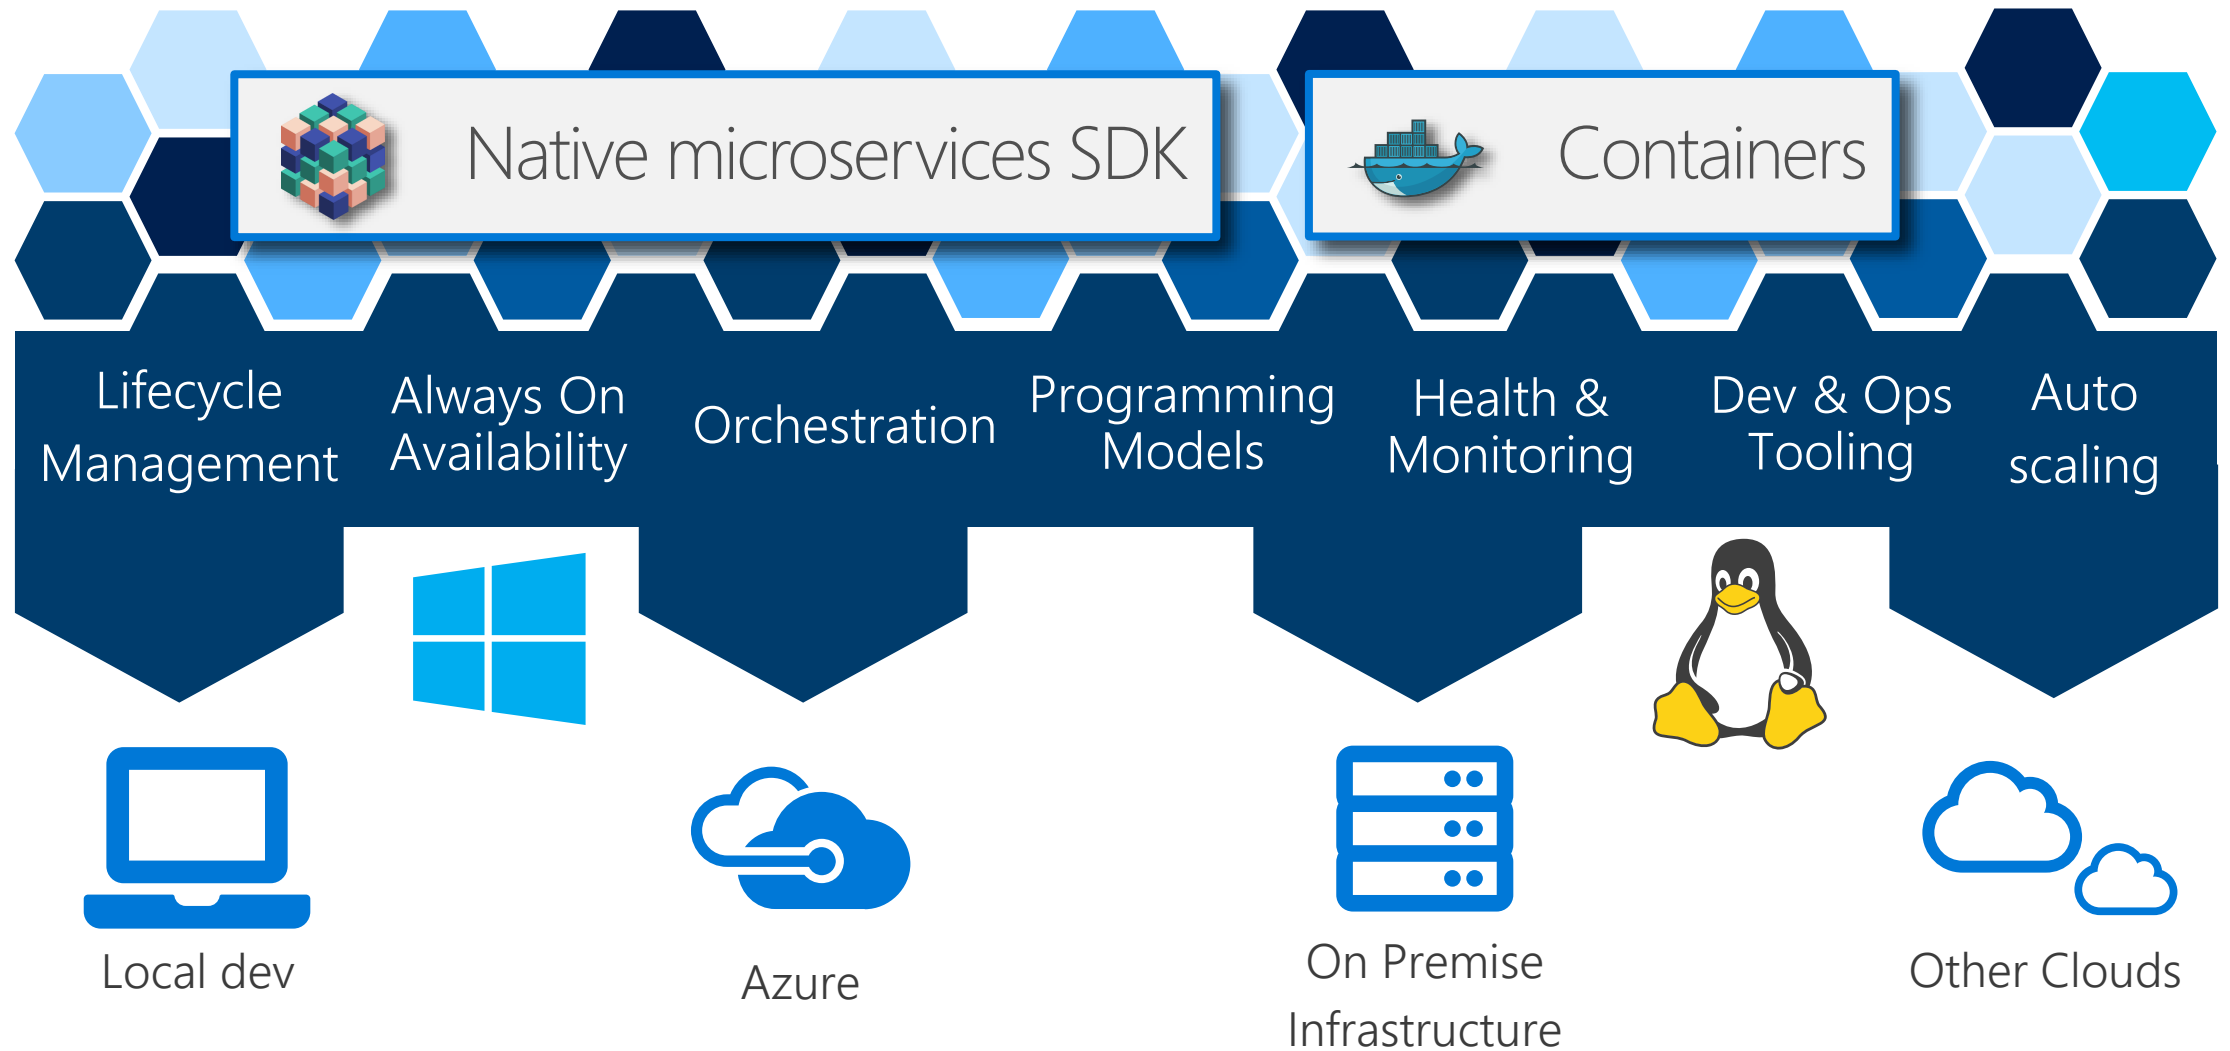 Native microservices SDK
Containers
Lifecycle
Management
Always On
Availability
Orchestration
Programming
Models
Health &
Monitoring
Dev & Ops
Tooling
Auto
scaling
Local dev
Azure
On Premise
Infrastructure
Other Clouds